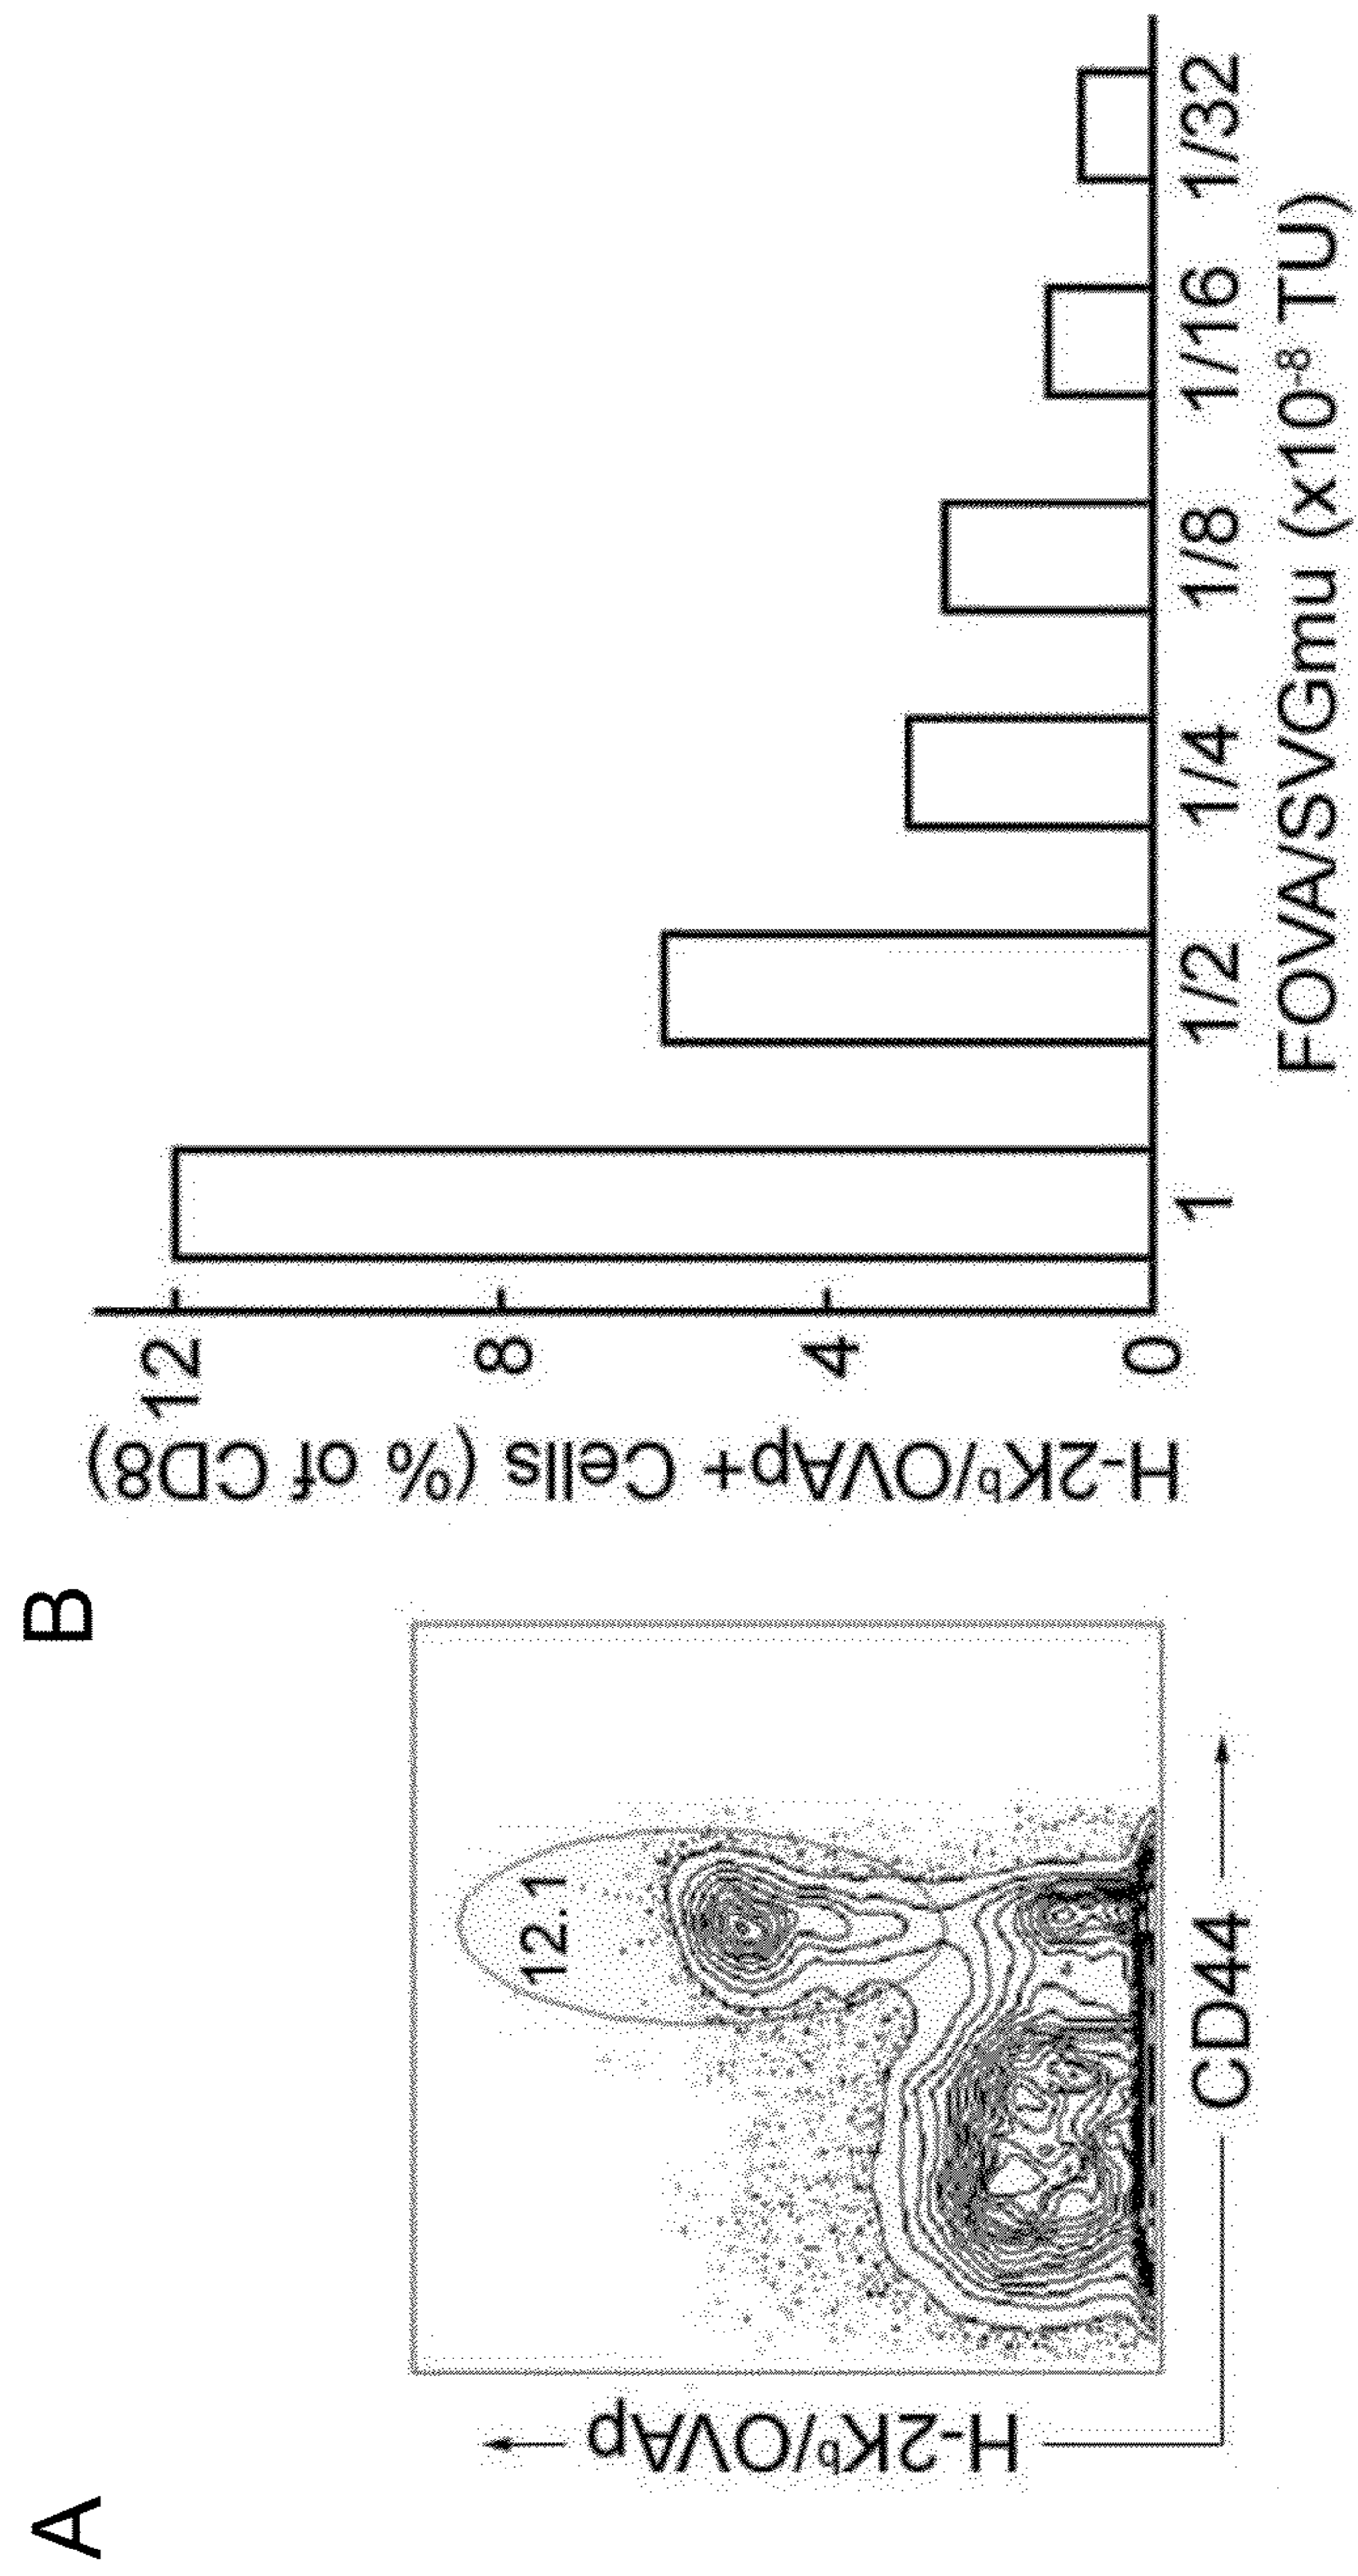 A
H-2Kᵇ/OVAp
12.1
CD44
B
H-2Kᵇ/OVAp+ Cells (% of CD8)
12
8
4
0
1 1/2 1/4 1/8 1/16 1/32
FOVA/SVGmu (x10⁻⁸ TU)